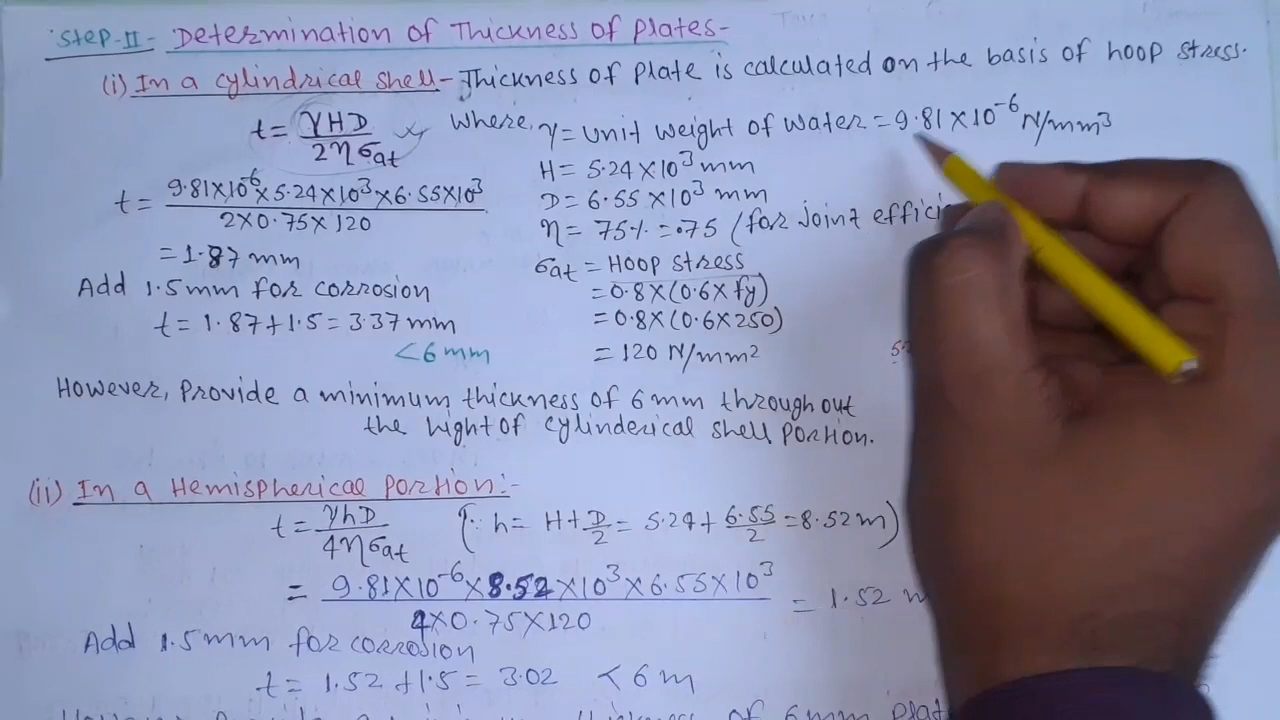 Step-II- Determination of Thickness of Plates-
(i) In a cylindrical shell- Thickness of Plate is calculated on the basis of hoop stress.
t = γHD / 2ησat where, γ = unit weight of water = 9.81×10⁻⁶ N/mm³
H = 5.24×10³ mm
t = 9.81×10⁻⁶×5.24×10³×6.55×10³ / 2×0.75×120
D = 6.55×10³ mm
η = 75% = .75 (for joint
= 1.87 mm
σat = Hoop stress
Add 1.5mm for corrosion
= 0.8×(0.6×fy)
t = 1.87+1.5 = 3.37 mm
= 0.8×(0.6×250)
<6 mm
= 120 N/mm²
However, Provide a minimum thickness of 6 mm through out
the hight of cylinderical shell Portion.
(ii) In a Hemispherical Portion:-
t = γhD / 4ησat (∵ h = H+D/2 = 5.24+6.55/2 = 8.52m)
= 9.81×10⁻⁶×8.52×10³×6.55×10³ / 4×0.75×120 = 1.52
Add 1.5mm for corrosion
t = 1.52+1.5 = 3.02 <6m
of 6mm